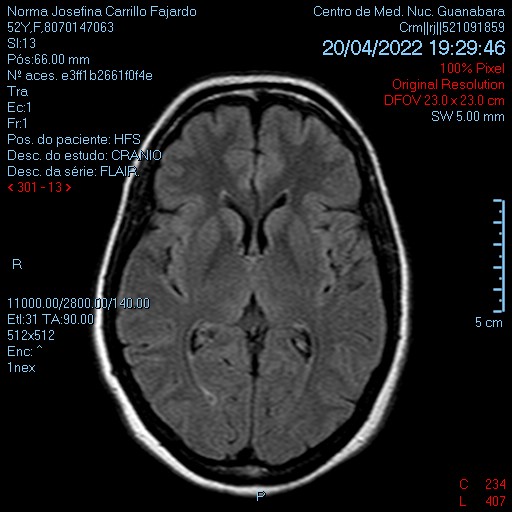 Norma Josefina Carrillo Fajardo
52Y,F,8070147063
Sl:13
Pós:66.00 mm
Nº aces. e3ff1b2661f0f4e
Tra
Ec:1
Fr:1
Pos. do paciente: HFS
Desc. do estudo: CRANIO
Desc. da série: FLAIR.
< 301 - 13 >
Centro de Med. Nuc. Guanabara
Crm||rj||521091859
20/04/2022 19:29:46
100% Pixel
Original Resolution
DFOV 23.0 x 23.0 cm
SW 5.00 mm
R
11000.00/2800.00/140.00
Etl:31 TA:90.00
512x512
Enc: ^
1nex
5 cm
P
C 234
L 407